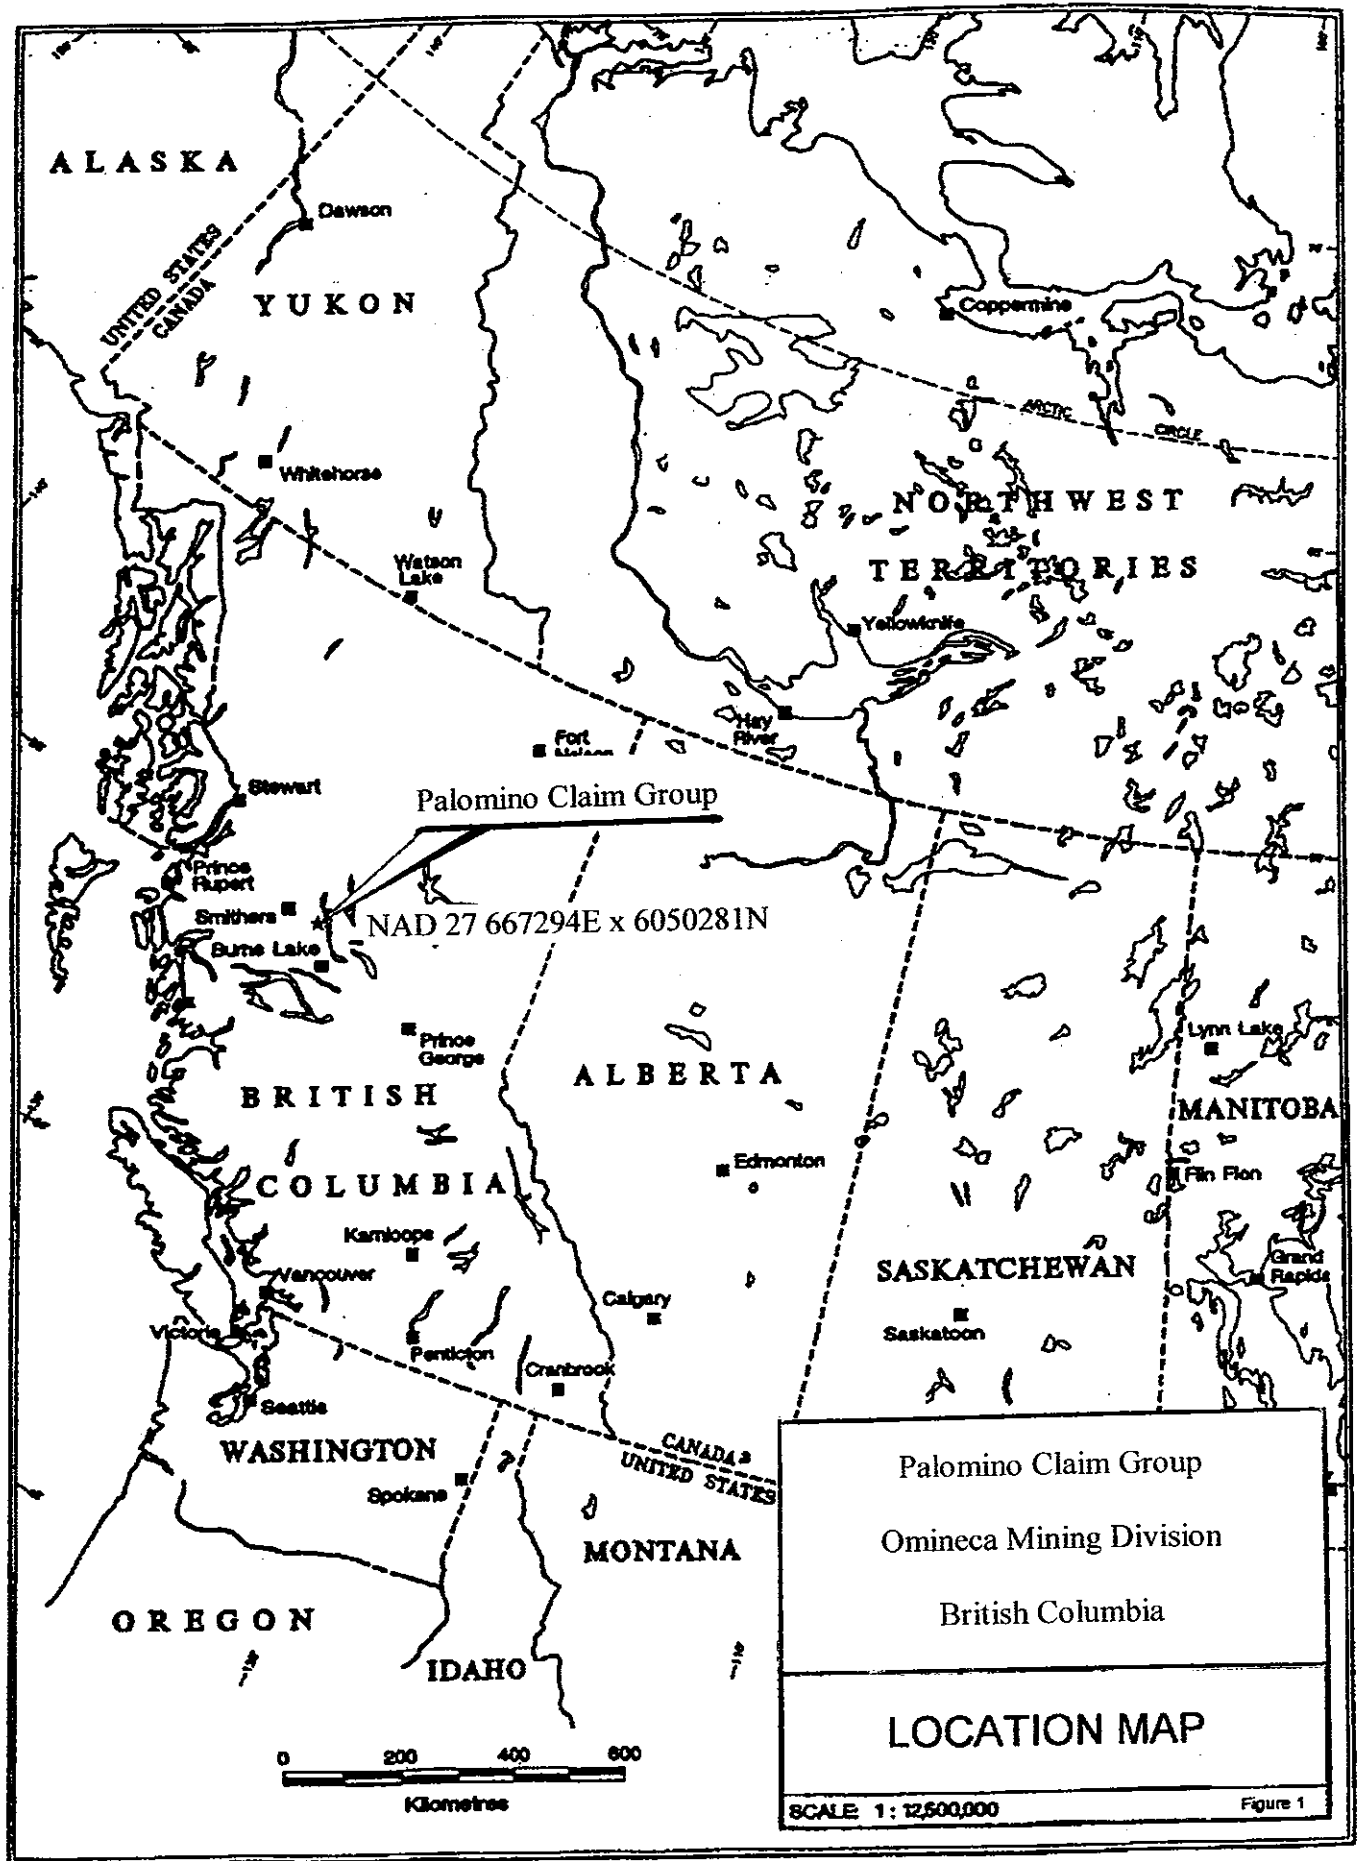 ALASKA
Dawson
UNITED STATES
CANADA
YUKON
Coppermine
ARCTIC
CIRCLE
Whitehorse
NORTHWEST
Watson
Lake
TERRITORIES
Yellowknife
Hay
River
Fort
Nelson
Stewart
Palomino Claim Group
Prince
Rupert
Smithers
NAD 27 667294E x 6050281N
Burns Lake
Prince
George
Lynn Lake
ALBERTA
BRITISH
MANITOBA
Edmonton
Flin Flon
COLUMBIA
Kamloops
SASKATCHEWAN
Grand
Rapids
Vancouver
Calgary
Victoria
Saskatoon
Penticton
Cranbrook
Seattle
WASHINGTON
CANADA
UNITED STATES
Spokane
MONTANA
OREGON
IDAHO
Palomino Claim Group
Omineca Mining Division
British Columbia
LOCATION MAP
0 200 400 600
Kilometres
SCALE: 1 : 12,500,000
Figure 1